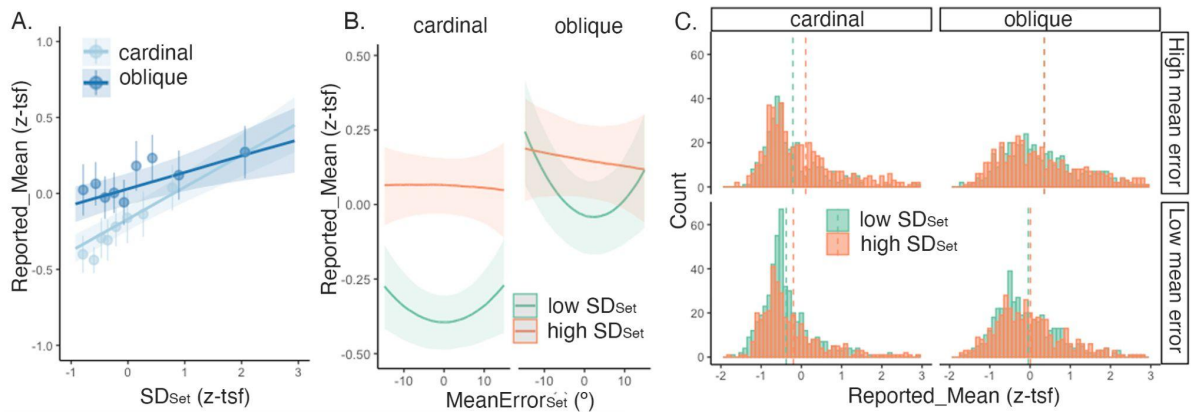 A.
cardinal
oblique
Reported_Mean (z-tsf)
1.0
0.5
0.0
-0.5
-1.0
-1 0 1 2 3
SDSet (z-tsf)
B.
cardinal oblique
Reported_Mean (z-tsf)
0.50
0.25
0.00
-0.25
-0.50
low SDSet
high SDSet
-10 0 10 -10 0 10
MeanErrorSet (º)
C.
cardinal oblique
High mean error
Low mean error
Count
60
40
20
0
60
40
20
0
low SDSet
high SDSet
-2 -1 0 1 2 3 -2 -1 0 1 2 3
Reported_Mean (z-tsf)